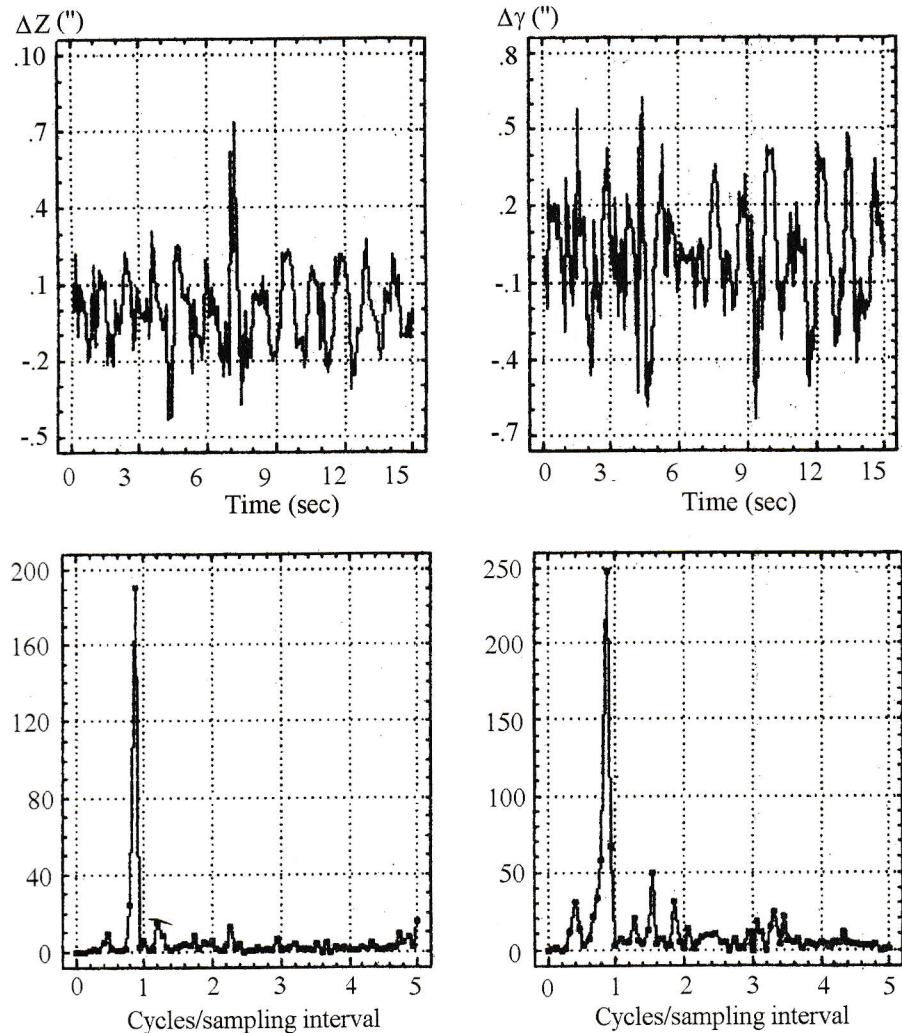 ΔZ (")
.10
.7
.4
.1
-.2
-.5
0 3 6 9 12 15
Time (sec)
Δγ (")
.8
.5
.2
-.1
-.4
-.7
0 3 6 9 12 15
Time (sec)
200
160
120
80
40
0
0 1 2 3 4 5
Cycles/sampling interval
250
200
150
100
50
0
0 1 2 3 4 5
Cycles/sampling interval